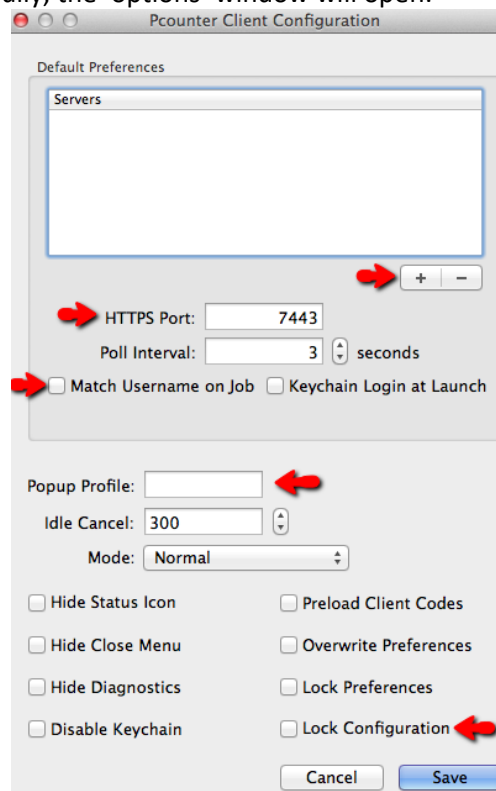 ally, the 'options' window will open.
Pcounter Client Configuration
Default Preferences
Servers
+ −
HTTPS Port: 7443
Poll Interval: 3 seconds
Match Username on Job Keychain Login at Launch
Popup Profile:
Idle Cancel: 300
Mode: Normal
Hide Status Icon Preload Client Codes
Hide Close Menu Overwrite Preferences
Hide Diagnostics Lock Preferences
Disable Keychain Lock Configuration
Cancel Save